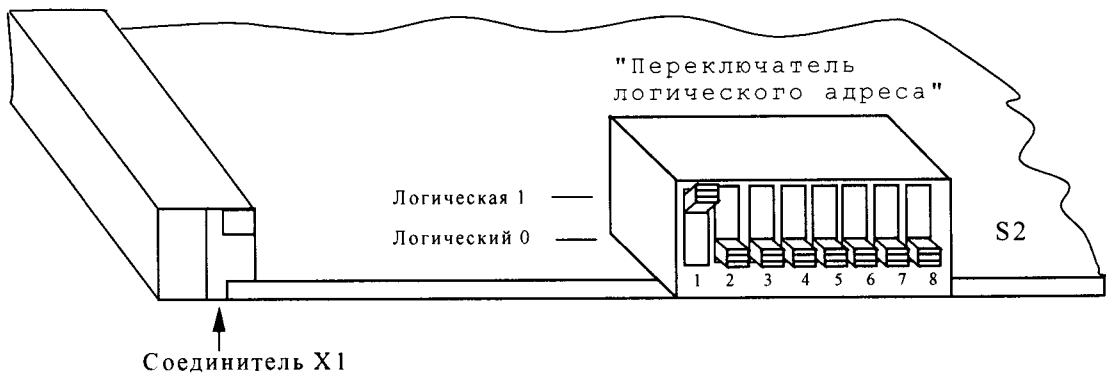 "Переключатель
логического адреса"
Логическая 1
Логический 0
S2
1 2 3 4 5 6 7 8
Соединитель X1